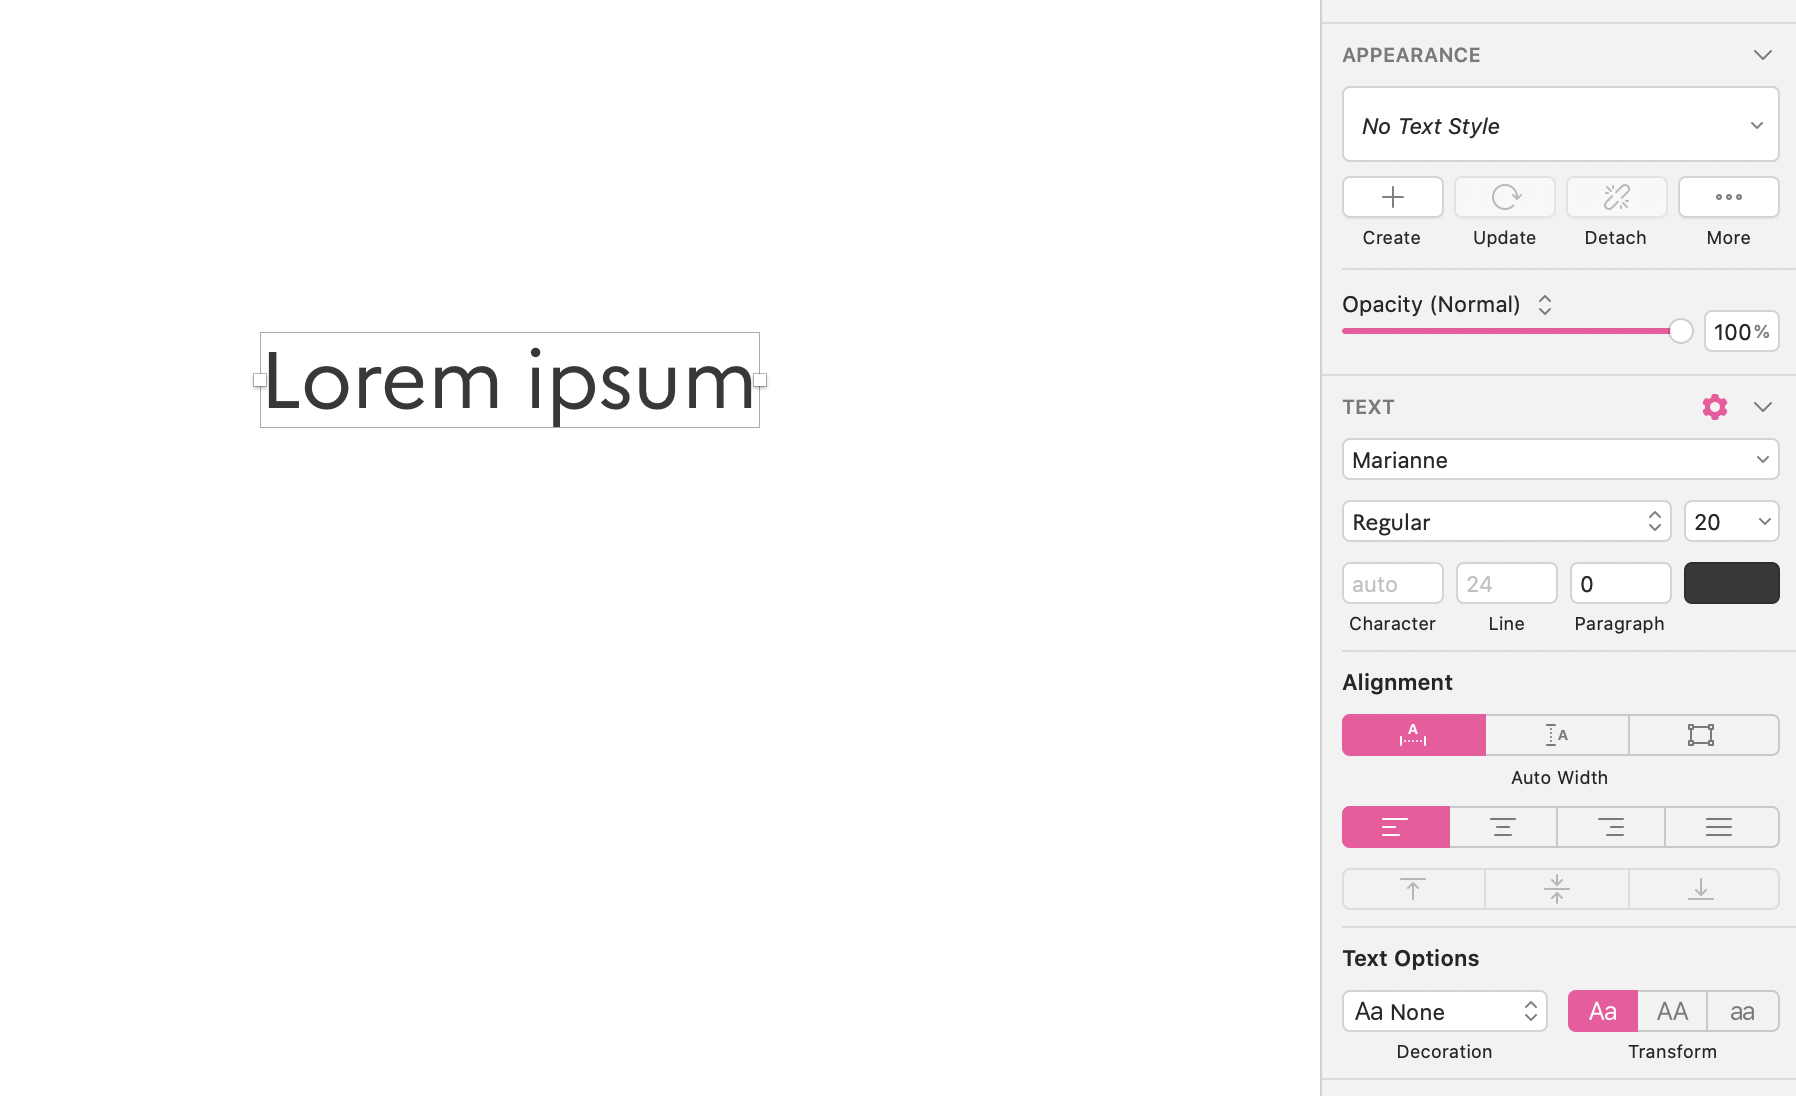 Lorem ipsum
APPEARANCE
No Text Style
Create Update Detach More
Opacity (Normal)
100%
TEXT
Marianne
Regular 20
auto 24 0
Character Line Paragraph
Alignment
A A
Auto Width
Text Options
Aa None Aa AA aa
Decoration Transform